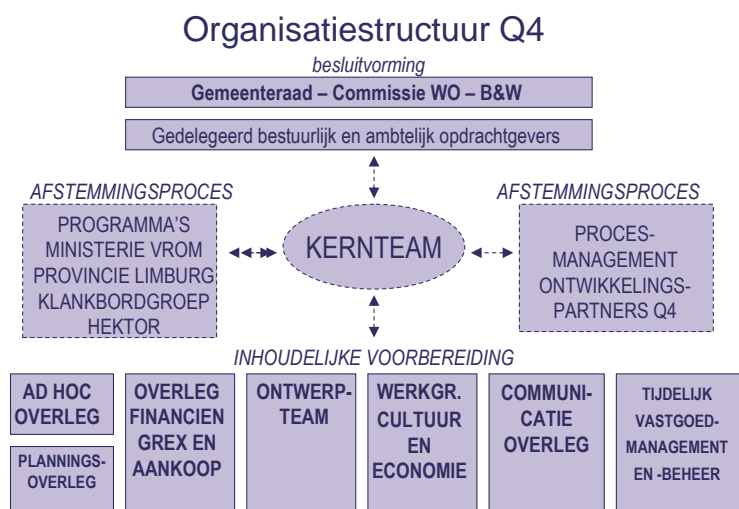 Organisatiestructuur Q4
besluitvorming
Gemeenteraad – Commissie WO – B&W
Gedelegeerd bestuurlijk en ambtelijk opdrachtgevers
AFSTEMMINGSPROCES
PROGRAMMA'S
MINISTERIE VROM
PROVINCIE LIMBURG
KLANKBORDGROEP
HEKTOR
KERNTEAM
AFSTEMMINGSPROCES
PROCES-
MANAGEMENT
ONTWIKKELINGS-
PARTNERS Q4
INHOUDELIJKE VOORBEREIDING
AD HOC
OVERLEG
PLANNINGS-
OVERLEG
OVERLEG
FINANCIEN
GREX EN
AANKOOP
ONTWERP-
TEAM
WERKGR.
CULTUUR
EN
ECONOMIE
COMMUNI-
CATIE
OVERLEG
TIJDELIJK
VASTGOED-
MANAGEMENT
EN -BEHEER